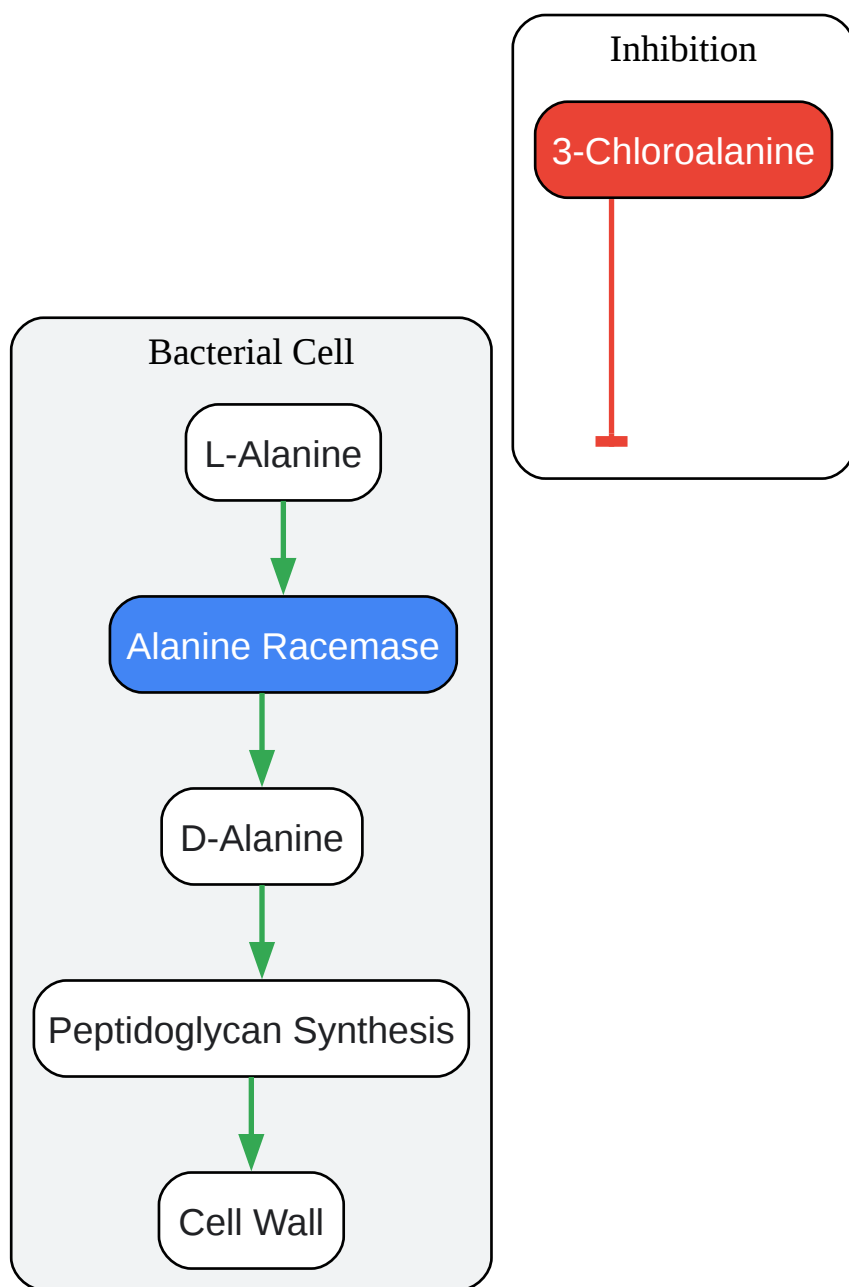 Inhibition
3-Chloroalanine
Bacterial Cell
L-Alanine
Alanine Racemase
D-Alanine
Peptidoglycan Synthesis
Cell Wall